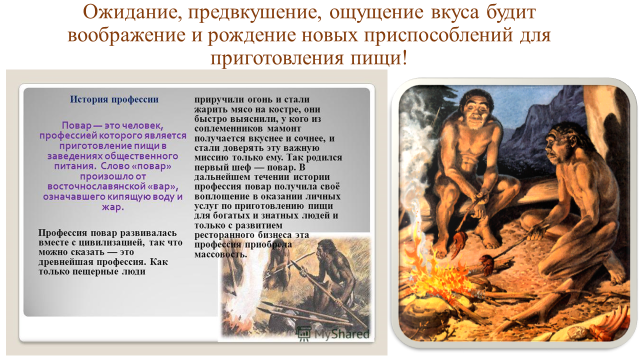 Ожидание, предвкушение, ощущение вкуса будит
воображение и рождение новых приспособлений для
приготовления пищи!
История профессии
Повар — это человек,
профессией которого является
приготовление пищи в
заведениях общественного
питания. Слово «повар»
произошло от
восточнославянской «вар»,
означавшего кипящую воду и
жар.
Профессия повар развивалась
вместе с цивилизацией, так что
можно сказать — это
древнейшая профессия. Как
только пещерные люди
приручили огонь и стали
жарить мясо на костре, они
быстро выяснили, у кого из
соплеменников мамонт
получается вкуснее и сочнее, и
стали доверять эту важную
миссию только ему. Так родился
первый шеф — повар. В
дальнейшем течении истории
профессия повар получила своё
воплощение в оказании личных
услуг по приготовлению пищи
для богатых и знатных людей и
только с развитием
ресторанного бизнеса эта
профессия приобрела
массовость.
MyShared